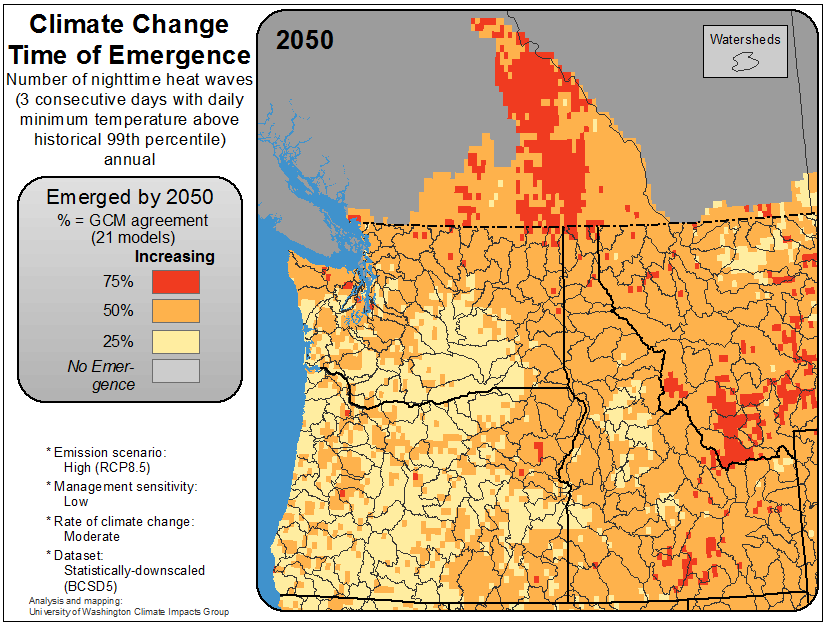 Climate Change
Time of Emergence
Number of nighttime heat waves
(3 consecutive days with daily
minimum temperature above
historical 99th percentile)
annual
Emerged by 2050
% = GCM agreement
(21 models)
Increasing
75%
50%
25%
No Emer-
gence
* Emission scenario:
High (RCP8.5)
* Management sensitivity:
Low
* Rate of climate change:
Moderate
* Dataset:
Statistically-downscaled
(BCSD5)
Analysis and mapping:
University of Washington Climate Impacts Group
2050
Watersheds